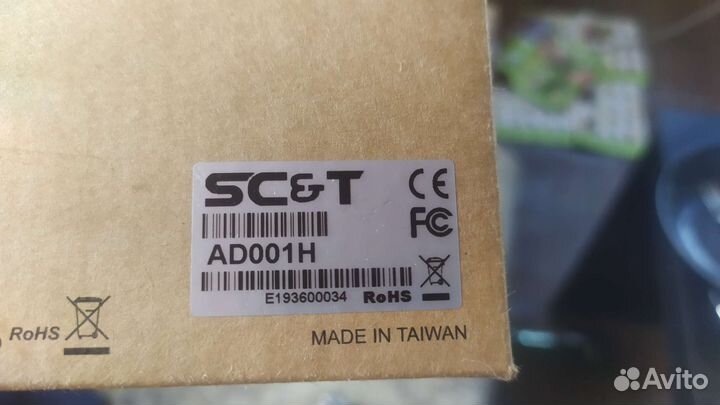 SC&T
CE
FC
AD001H
E193600034 RoHS
RoHS
MADE IN TAIWAN
Avito